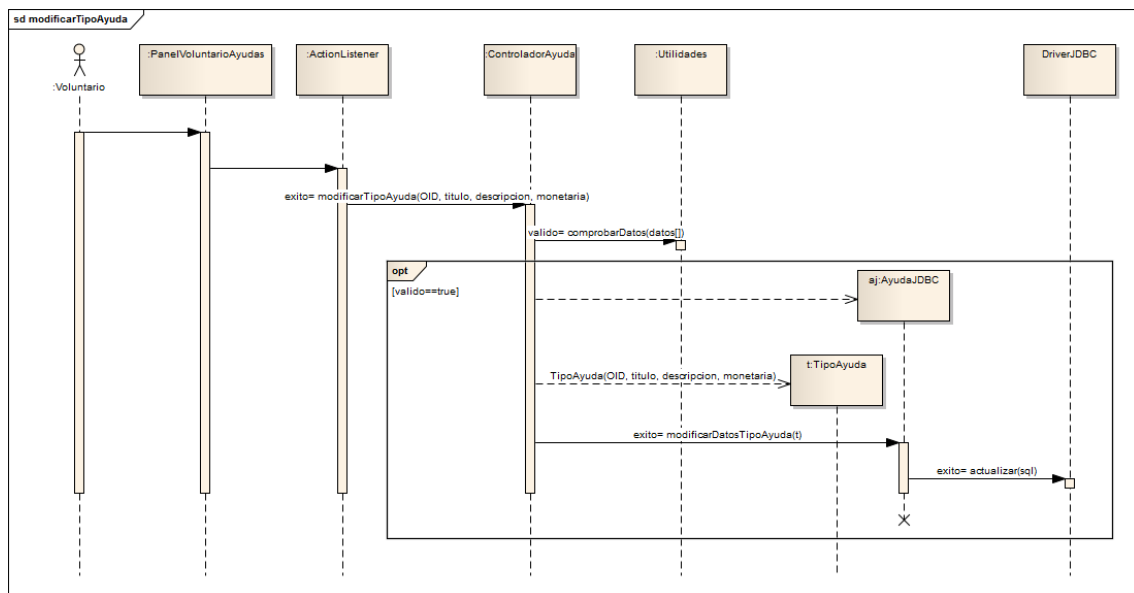 sd modificarTipoAyuda
:Voluntario
:PanelVoluntarioAyudas
:ActionListener
:ControladorAyuda
:Utilidades
DriverJDBC
exito= modificarTipoAyuda(OID, titulo, descripcion, monetaria)
valido= comprobarDatos(datos[])
opt
[valido==true]
aj:AyudaJDBC
TipoAyuda(OID, titulo, descripcion, monetaria)
t:TipoAyuda
exito= modificarDatosTipoAyuda(t)
exito= actualizar(sql)